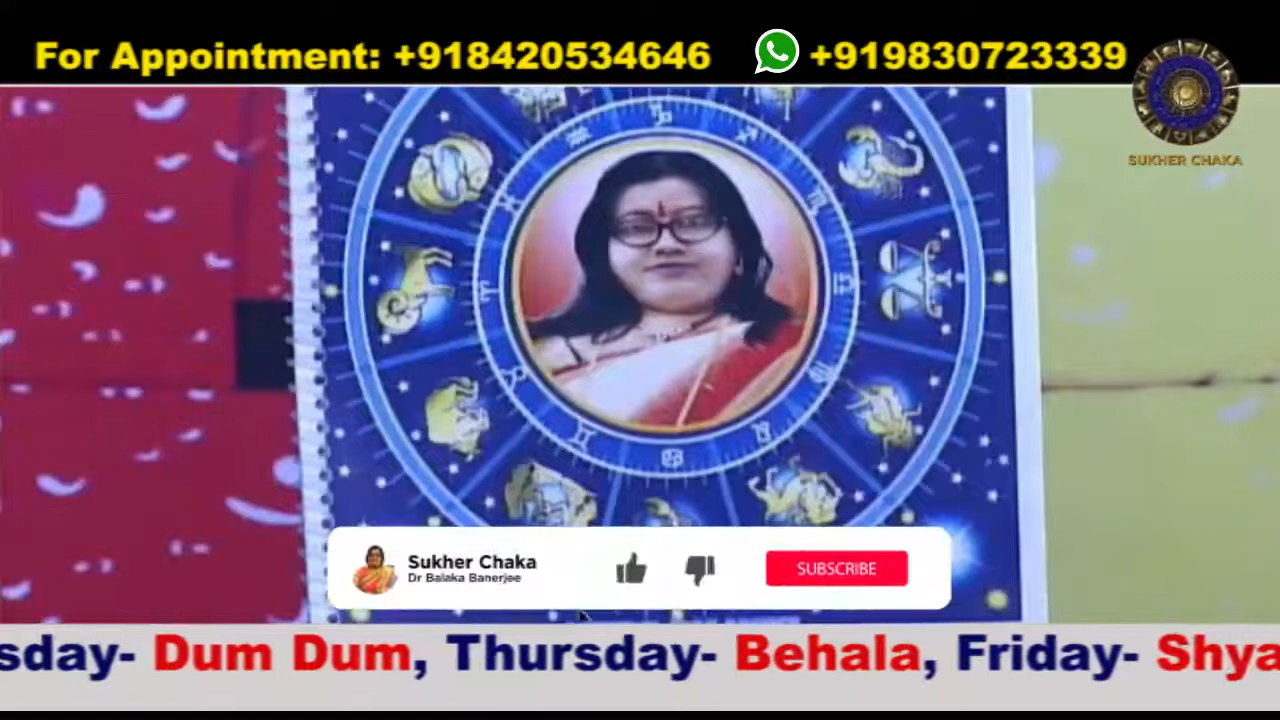 For Appointment: +918420534646 +919830723339
SUKHER CHAKA
Sukher Chaka
Dr Balaka Banerjee
SUBSCRIBE
sday- Dum Dum, Thursday- Behala, Friday- Shya